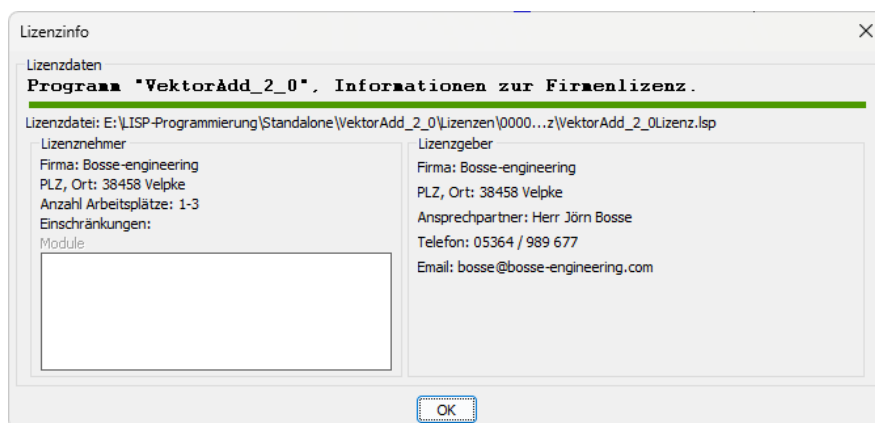 Lizenzinfo
Lizenzdaten
Programm "VektorAdd_2_0", Informationen zur Firmenlizenz.
Lizenzdatei: E:\LISP-Programmierung\Standalone\VektorAdd_2_0\Lizenzen\0000...z\VektorAdd_2_0Lizenz.lsp
Lizenznehmer
Firma: Bosse-engineering
PLZ, Ort: 38458 Velpke
Anzahl Arbeitsplätze: 1-3
Einschränkungen:
Module
Lizenzgeber
Firma: Bosse-engineering
PLZ, Ort: 38458 Velpke
Ansprechpartner: Herr Jörn Bosse
Telefon: 05364 / 989 677
Email: bosse@bosse-engineering.com
OK